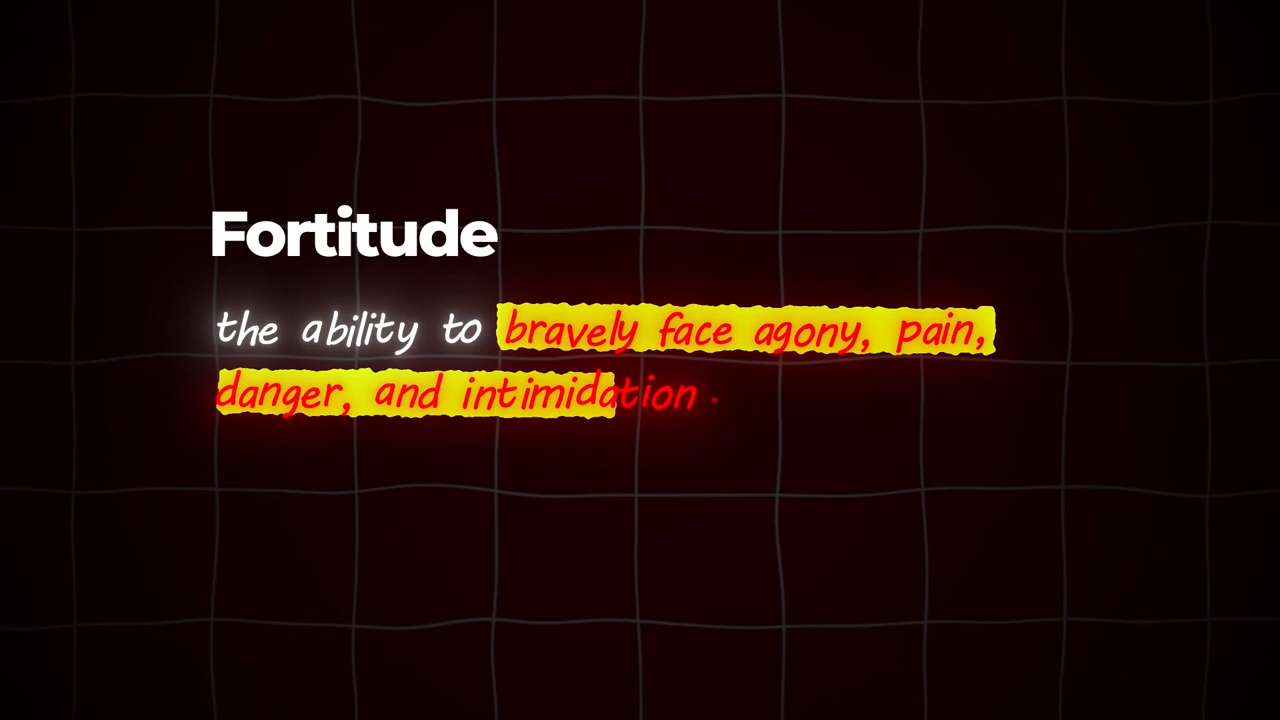 Fortitude
the ability to bravely face agony, pain,
danger, and intimidation .